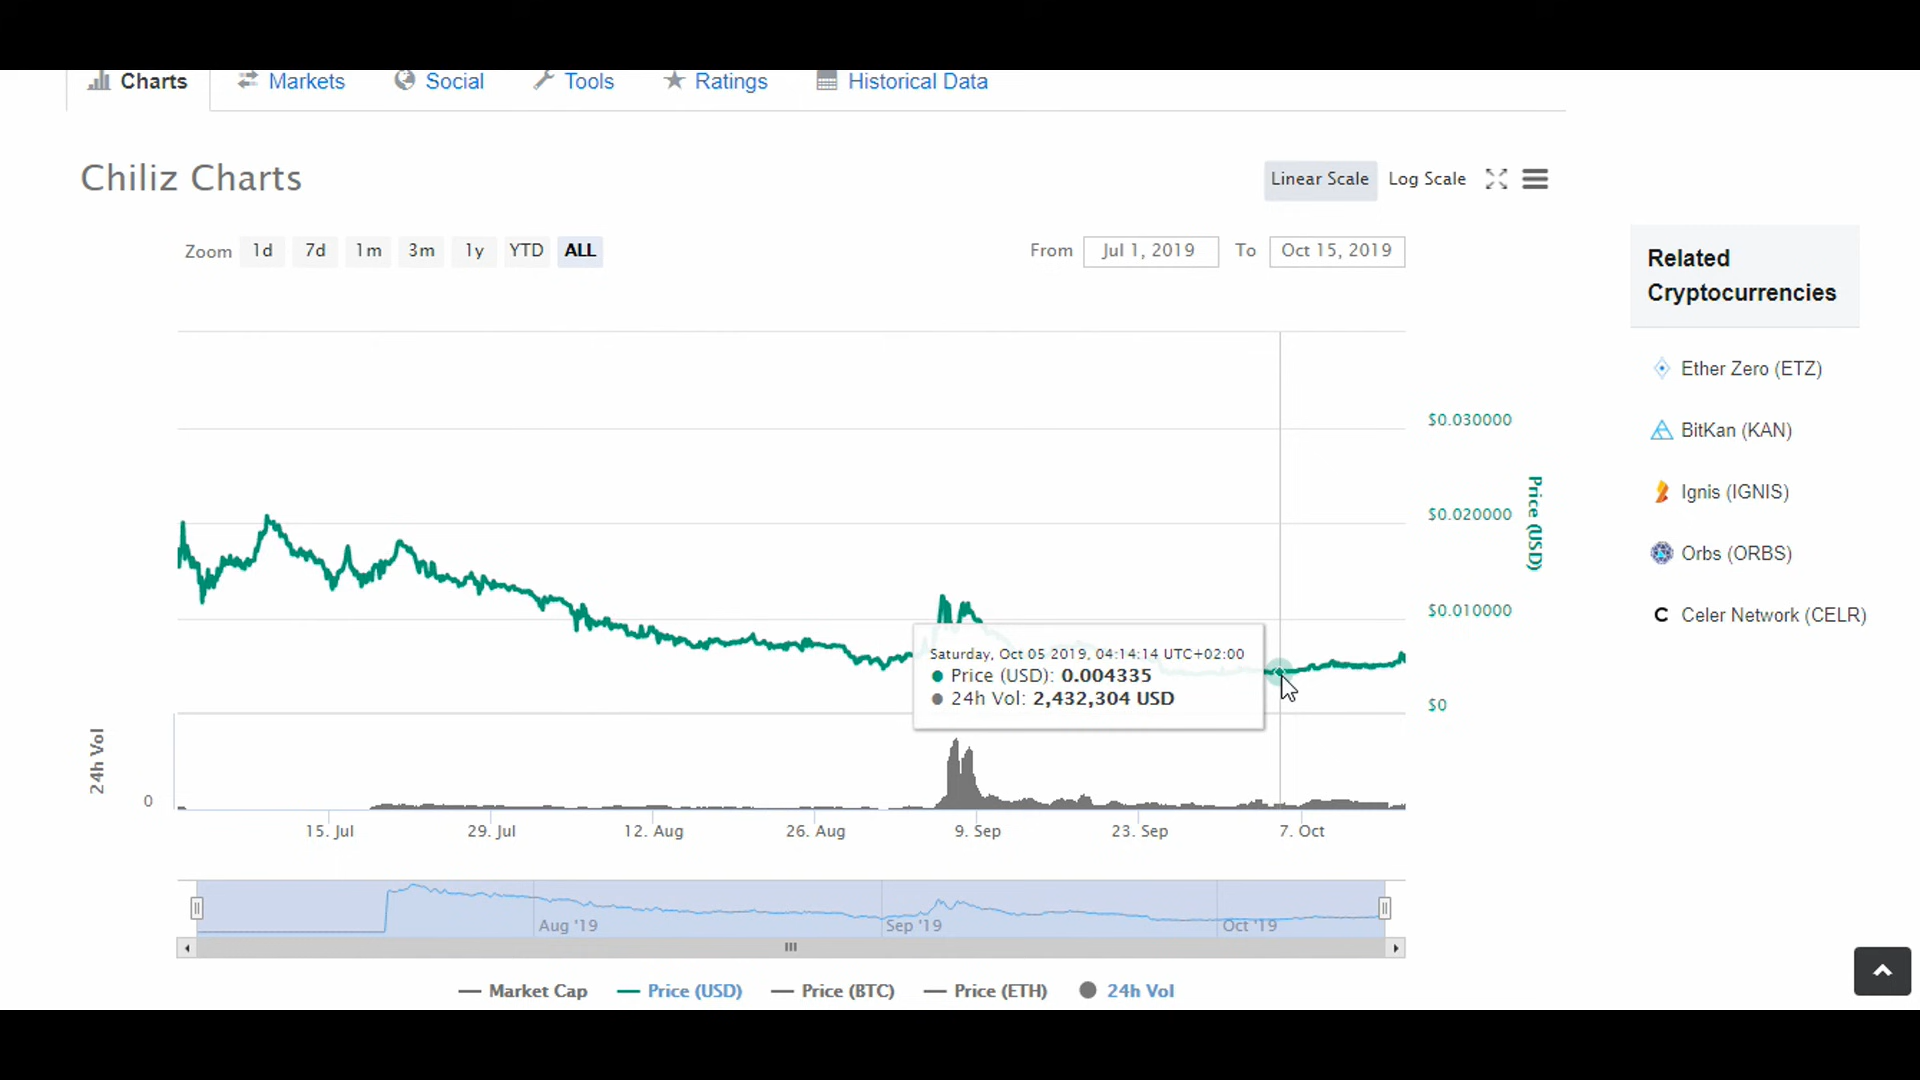 Charts Markets Social Tools Ratings Historical Data
Chiliz Charts
Linear Scale Log Scale
Zoom 1d 7d 1m 3m 1y YTD ALL
From Jul 1, 2019 To Oct 15, 2019
Related
Cryptocurrencies
Ether Zero (ETZ)
BitKan (KAN)
Ignis (IGNIS)
Orbs (ORBS)
Celer Network (CELR)
$0.030000
$0.020000
$0.010000
$0
Price (USD)
Saturday, Oct 05 2019, 04:14:14 UTC+02:00
Price (USD): 0.004335
24h Vol: 2,432,304 USD
24h Vol
0
15. Jul 29. Jul 12. Aug 26. Aug 9. Sep 23. Sep 7. Oct
Aug '19 Sep '19 Oct '19
Market Cap Price (USD) Price (BTC) Price (ETH) 24h Vol